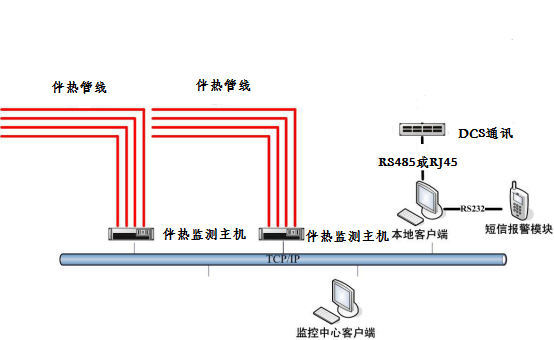 伴热管线
伴热管线
DCS通讯
RS485或RJ45
RS232
伴热监测主机
伴热监测主机
本地客户端
短信报警模块
TCP/IP
监控中心客户端